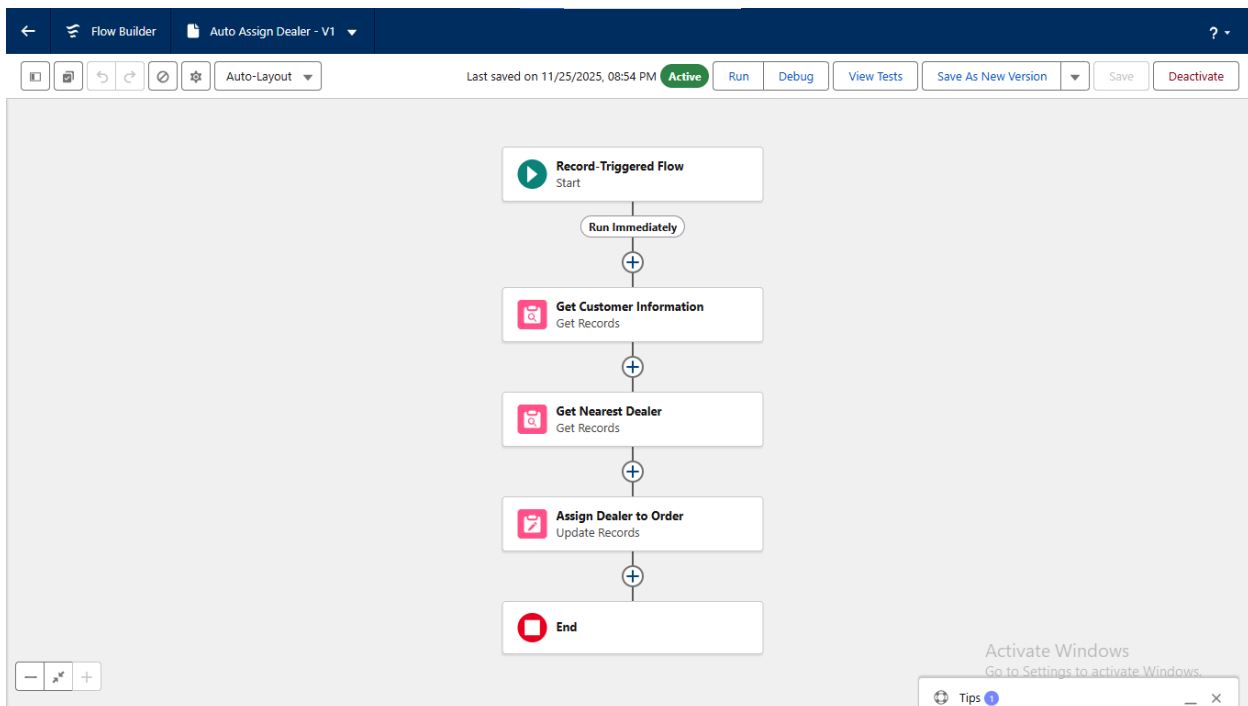 Flow Builder
Auto Assign Dealer - V1
?
Auto-Layout
Last saved on 11/25/2025, 08:54 PM
Active
Run
Debug
View Tests
Save As New Version
Save
Deactivate
Record-Triggered Flow
Start
Run Immediately
Get Customer Information
Get Records
Get Nearest Dealer
Get Records
Assign Dealer to Order
Update Records
End
Activate Windows
Go to Settings to activate Windows.
Tips 1